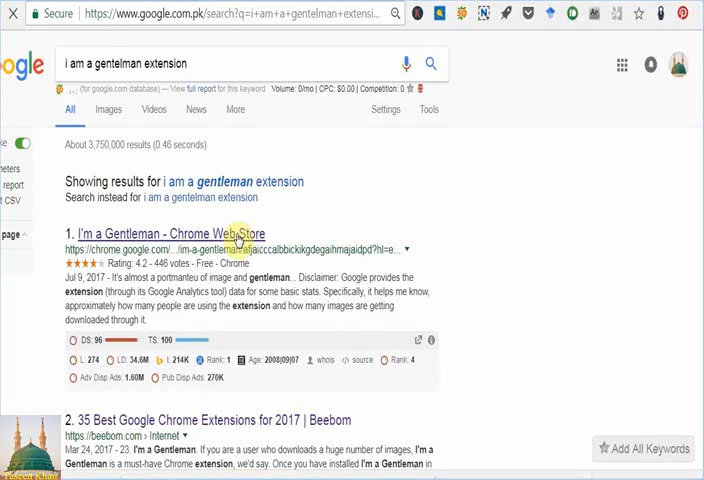 Secure https://www.google.com.pk/search?q=i+am+a+gentelman+extensi...
ogle
i am a gentelman extension
(for google.com database) — View full report for this keyword Volume: 0/mo | CPC: $0.00 | Competition: 0
All Images Videos News More Settings Tools
About 3,750,000 results (0.46 seconds)
ke
meters
report
t CSV
page
Showing results for i am a gentleman extension
Search instead for i am a gentelman extension
1. I'm a Gentleman - Chrome Web Store
https://chrome.google.com/.../im-a-gentleman/afjaicccalbbickikgdegaihmajaidpd?hl=e...
Rating: 4.2 - 446 votes - Free - Chrome
Jul 9, 2017 - It's almost a portmanteu of image and gentleman... Disclaimer: Google provides the
extension (through its Google Analytics tool) data for some basic stats. Specifically, it helps me know,
approximately how many people are using the extension and how many images are getting
downloaded through it.
DS: 96 TS: 100
L: 274 LD: 34.6M I: 214K Rank: 1 Age: 2008|09|07 whois source Rank: 4
Adv Disp Ads: 1.60M Pub Disp Ads: 270K
2. 35 Best Google Chrome Extensions for 2017 | Beebom
https://beebom.com › Internet
Mar 24, 2017 - 23. I'm a Gentleman. If you are a user who downloads a huge number of images, I'm a
Gentleman is a must-have Chrome extension, we'd say. Once you have installed I'm a Gentleman in
Add All Keywords